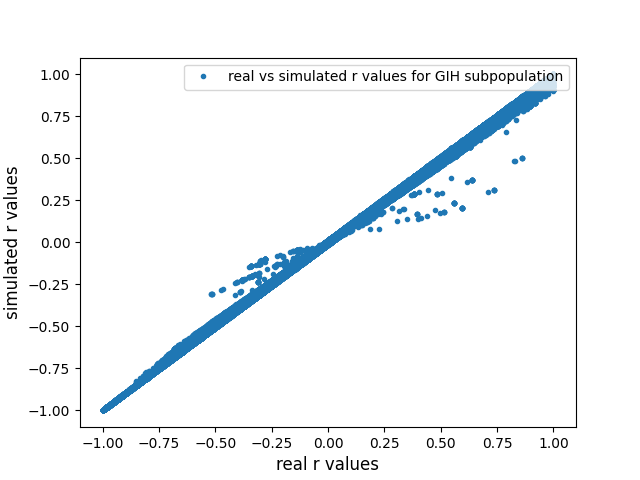 real vs simulated r values for GIH subpopulation
1.00
0.75
0.50
0.25
0.00
−0.25
−0.50
−0.75
−1.00
simulated r values
−1.00 −0.75 −0.50 −0.25 0.00 0.25 0.50 0.75 1.00
real r values